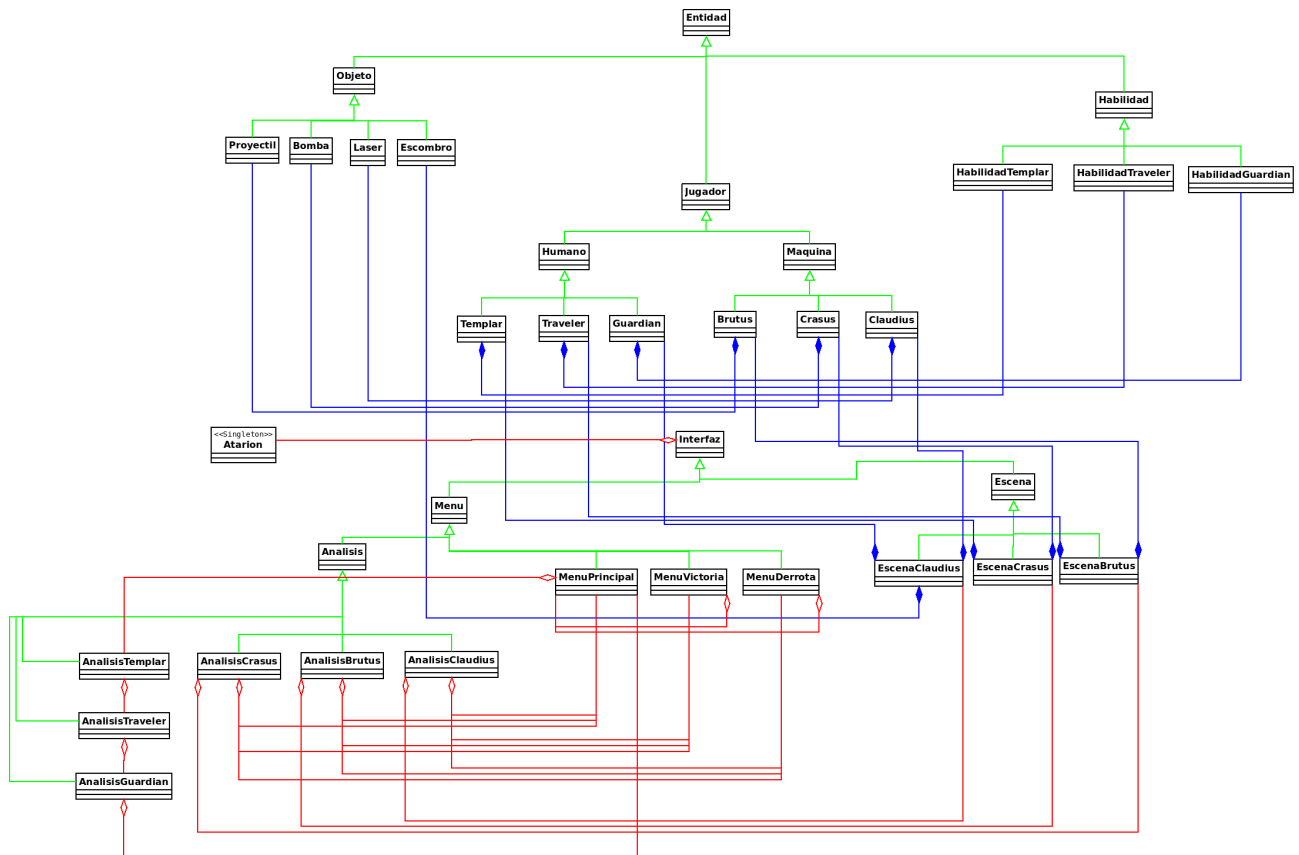 Entidad
Objeto
Habilidad
Proyectil
Bomba
Laser
Escombro
HabilidadTemplar
HabilidadTraveler
HabilidadGuardian
Jugador
Humano
Maquina
Templar
Traveler
Guardian
Brutus
Crasus
Claudius
<<Singleton>>
Atarion
Interfaz
Menu
Escena
Analisis
MenuPrincipal
MenuVictoria
MenuDerrota
EscenaClaudius
EscenaCrasus
EscenaBrutus
AnalisisTemplar
AnalisisCrasus
AnalisisBrutus
AnalisisClaudius
AnalisisTraveler
AnalisisGuardian